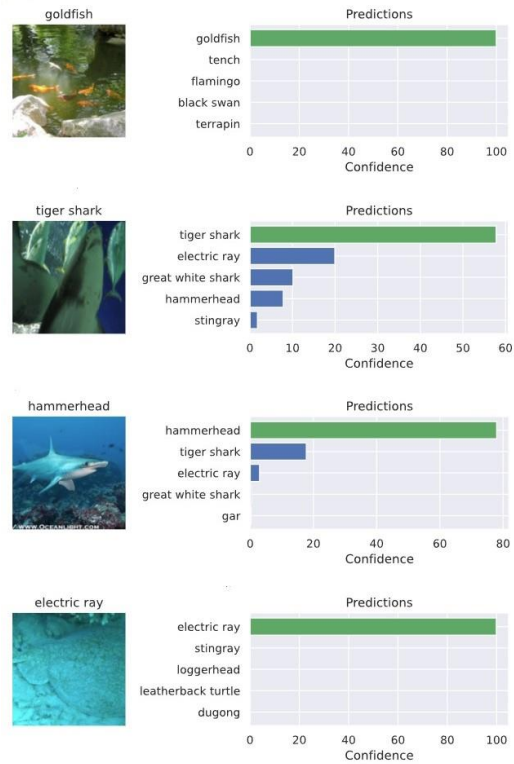 goldfish
Predictions
goldfish
tench
flamingo
black swan
terrapin
0 20 40 60 80 100
Confidence
tiger shark
Predictions
tiger shark
electric ray
great white shark
hammerhead
stingray
0 10 20 30 40 50 60
Confidence
hammerhead
Predictions
hammerhead
tiger shark
electric ray
great white shark
gar
WWW.OCEANLIGHT.COM
0 20 40 60 80
Confidence
electric ray
Predictions
electric ray
stingray
loggerhead
leatherback turtle
dugong
0 20 40 60 80 100
Confidence